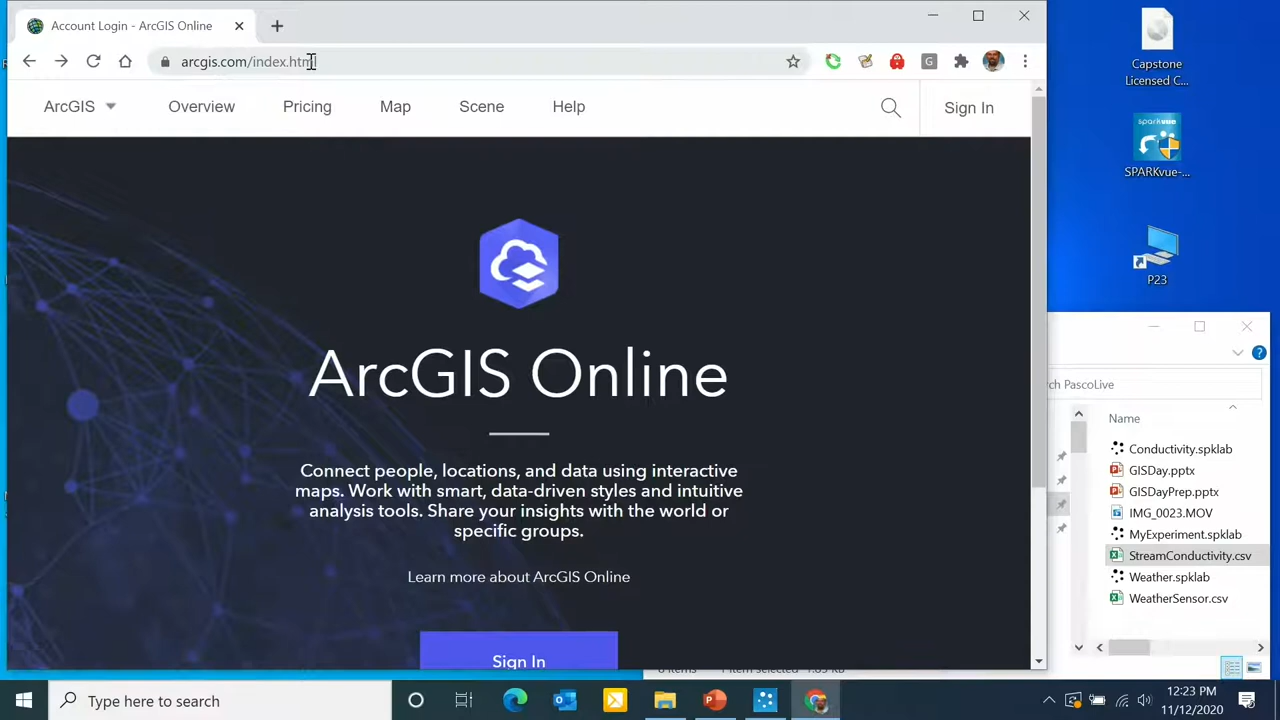 Account Login - ArcGIS Online
arcgis.com/index.html
G
ArcGIS
Overview
Pricing
Map
Scene
Help
Sign In
ArcGIS Online
Connect people, locations, and data using interactive
maps. Work with smart, data-driven styles and intuitive
analysis tools. Share your insights with the world or
specific groups.
Learn more about ArcGIS Online
Sign In
Capstone
Licensed C...
sparkvue
SPARKvue-...
P23
ch PascoLive
Name
Conductivity.spklab
GISDay.pptx
GISDayPrep.pptx
IMG_0023.MOV
MyExperiment.spklab
StreamConductivity.csv
Weather.spklab
WeatherSensor.csv
Type here to search
12:23 PM
11/12/2020